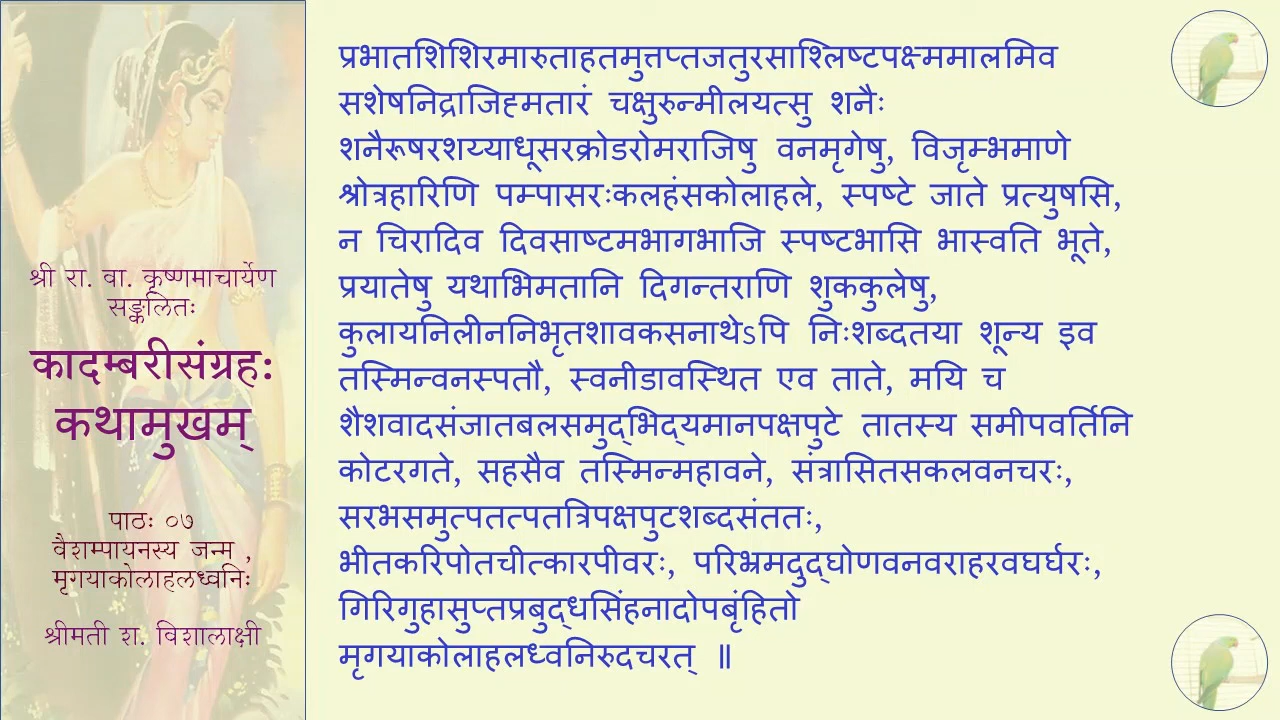 श्री रा. वा. कृष्णमाचार्येण
सङ्कलितः
कादम्बरीसंग्रहः
कथामुखम्
पाठः ०७
वैशम्पायनस्य जन्म ,
मृगयाकोलाहलध्वनिः
श्रीमती श. विशालाक्षी
प्रभातशिशिरमारुताहतमुत्तप्तजतुरसाश्लिष्टपक्ष्ममालमिव
सशेषनिद्राजिह्मतारं चक्षुरुन्मीलयत्सु शनैः
शनैरूषरशय्याधूसरक्रोडरोमराजिषु वनमृगेषु, विजृम्भमाणे
श्रोत्रहारिणि पम्पासरःकलहंसकोलाहले, स्पष्टे जाते प्रत्युषसि,
न चिरादिव दिवसाष्टमभागभाजि स्पष्टभासि भास्वति भूते,
प्रयातेषु यथाभिमतानि दिगन्तराणि शुककुलेषु,
कुलायनिलीननिभृतशावकसनाथेऽपि निःशब्दतया शून्य इव
तस्मिन्वनस्पतौ, स्वनीडावस्थित एव ताते, मयि च
शैशवादसंजातबलसमुद्भिद्यमानपक्षपुटे तातस्य समीपवर्तिनि
कोटरगते, सहसैव तस्मिन्महावने, संत्रासितसकलवनचरः,
सरभसमुत्पतत्पतत्रिपक्षपुटशब्दसंततः,
भीतकरिपोतचीत्कारपीवरः, परिभ्रमदुद्घोणवनवराहरवघर्घरः,
गिरिगुहासुप्तप्रबुद्धसिंहनादोपबृंहितो
मृगयाकोलाहलध्वनिरुदचरत् ॥